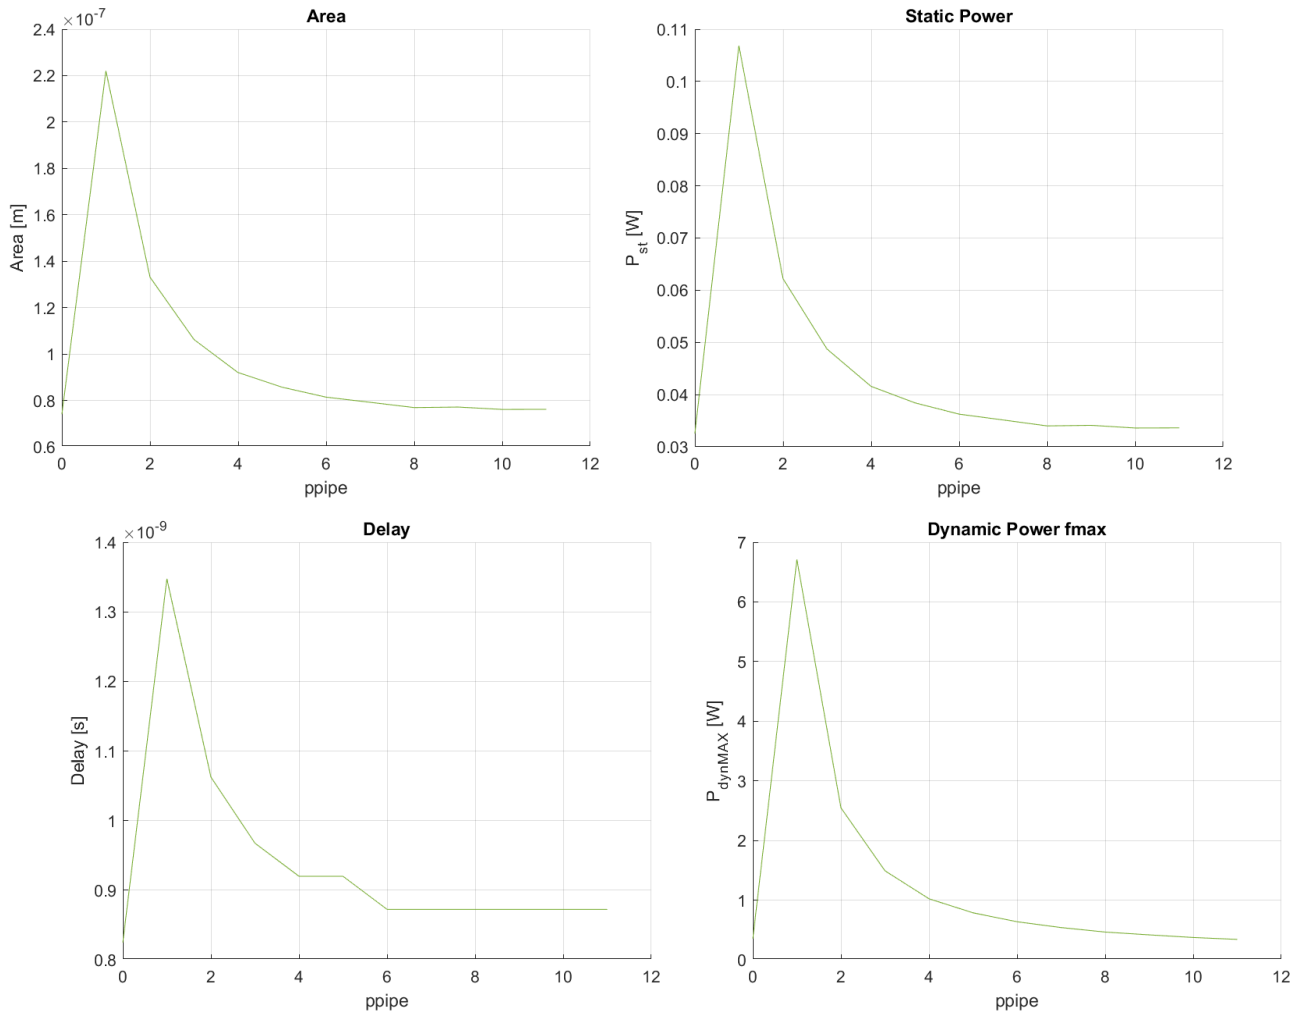 Area
×10-7
2.4
2.2
2
1.8
1.6
1.4
1.2
1
0.8
0.6
Area [m]
0 2 4 6 8 10 12
ppipe
Static Power
0.11
0.1
0.09
0.08
0.07
0.06
0.05
0.04
0.03
Pst [W]
0 2 4 6 8 10 12
ppipe
Delay
×10-9
1.4
1.3
1.2
1.1
1
0.9
0.8
Delay [s]
0 2 4 6 8 10 12
ppipe
Dynamic Power fmax
7
6
5
4
3
2
1
0
PdynMAX [W]
0 2 4 6 8 10 12
ppipe